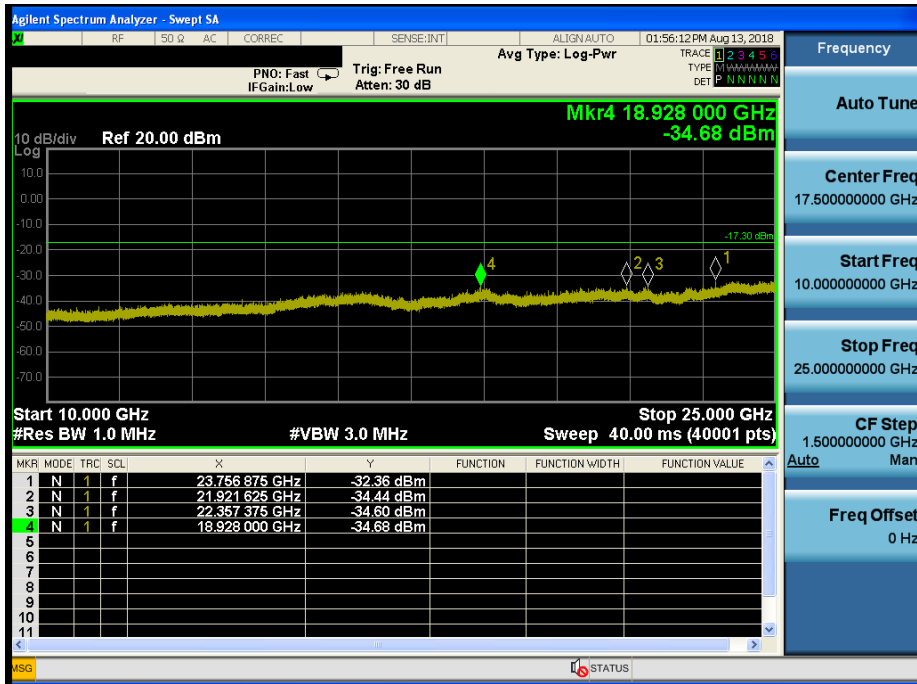 Agilent Spectrum Analyzer - Swept SA
RF 50 Ω AC CORREC SENSE:INT ALIGN AUTO 01:56:12 PM Aug 13, 2018
Avg Type: Log-Pwr TRACE 1 2 3 4 5 6
PNO: Fast Trig: Free Run TYPE M WWWWW
IFGain:Low Atten: 30 dB DET P N N N N N
Mkr4 18.928 000 GHz
-34.68 dBm
10 dB/div Ref 20.00 dBm
Log
10.0
0.00
-10.0
-17.30 dBm
-20.0
-30.0
-40.0
-50.0
-60.0
-70.0
4 2 3 1
Start 10.000 GHz Stop 25.000 GHz
#Res BW 1.0 MHz #VBW 3.0 MHz Sweep 40.00 ms (40001 pts)
MKR MODE TRC SCL X Y FUNCTION FUNCTION WIDTH FUNCTION VALUE
1 N 1 f 23.756 875 GHz -32.36 dBm
2 N 1 f 21.921 625 GHz -34.44 dBm
3 N 1 f 22.357 375 GHz -34.60 dBm
4 N 1 f 18.928 000 GHz -34.68 dBm
5
6
7
8
9
10
11
MSG STATUS
Frequency
Auto Tune
Center Freq
17.500000000 GHz
Start Freq
10.000000000 GHz
Stop Freq
25.000000000 GHz
CF Step
1.500000000 GHz
Auto Man
Freq Offset
0 Hz